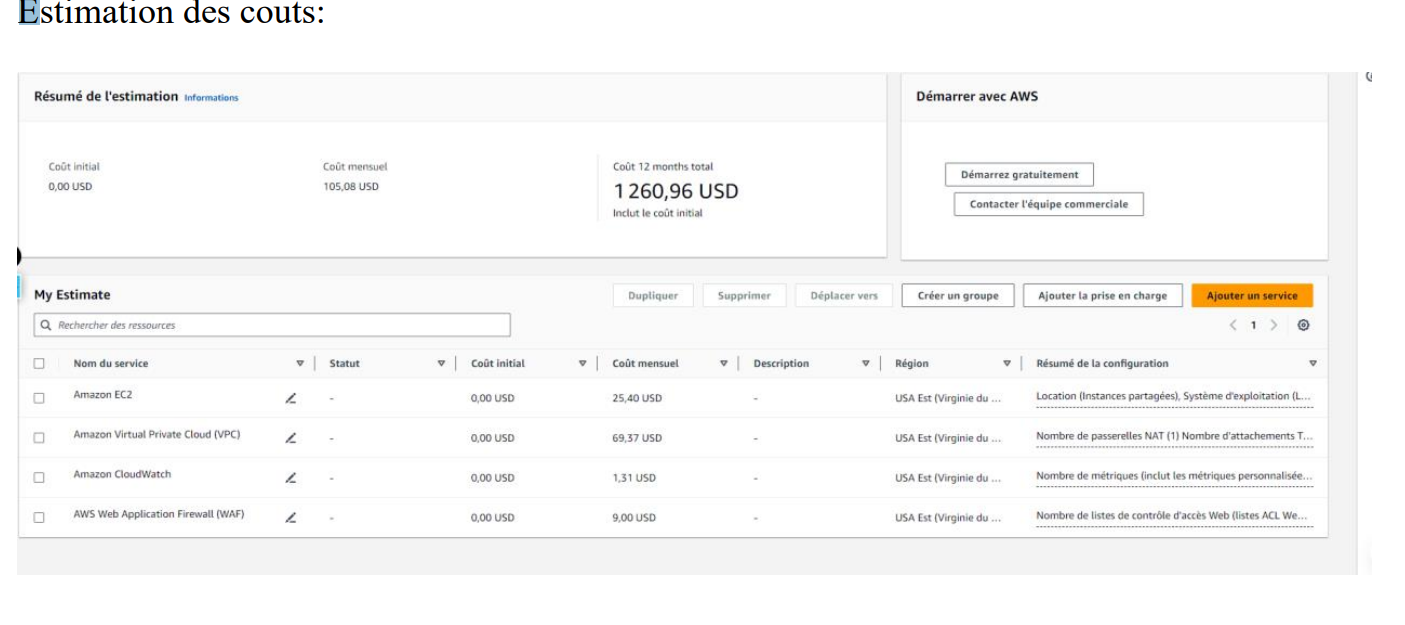 Estimation des couts:
Résumé de l'estimation Informations
Démarrer avec AWS
Coût initial
0,00 USD
Coût mensuel
105,08 USD
Coût 12 months total
1 260,96 USD
Inclut le coût initial
Démarrez gratuitement
Contacter l'équipe commerciale
My Estimate
Dupliquer Supprimer Déplacer vers Créer un groupe Ajouter la prise en charge Ajouter un service
Rechercher des ressources
1
Nom du service Statut Coût initial Coût mensuel Description Région Résumé de la configuration
Amazon EC2 - 0,00 USD 25,40 USD - USA Est (Virginie du ... Location (Instances partagées), Système d'exploitation (L...
Amazon Virtual Private Cloud (VPC) - 0,00 USD 69,37 USD - USA Est (Virginie du ... Nombre de passerelles NAT (1) Nombre d'attachements T...
Amazon CloudWatch - 0,00 USD 1,31 USD - USA Est (Virginie du ... Nombre de métriques (inclut les métriques personnalisée...
AWS Web Application Firewall (WAF) - 0,00 USD 9,00 USD - USA Est (Virginie du ... Nombre de listes de contrôle d'accès Web (listes ACL We...